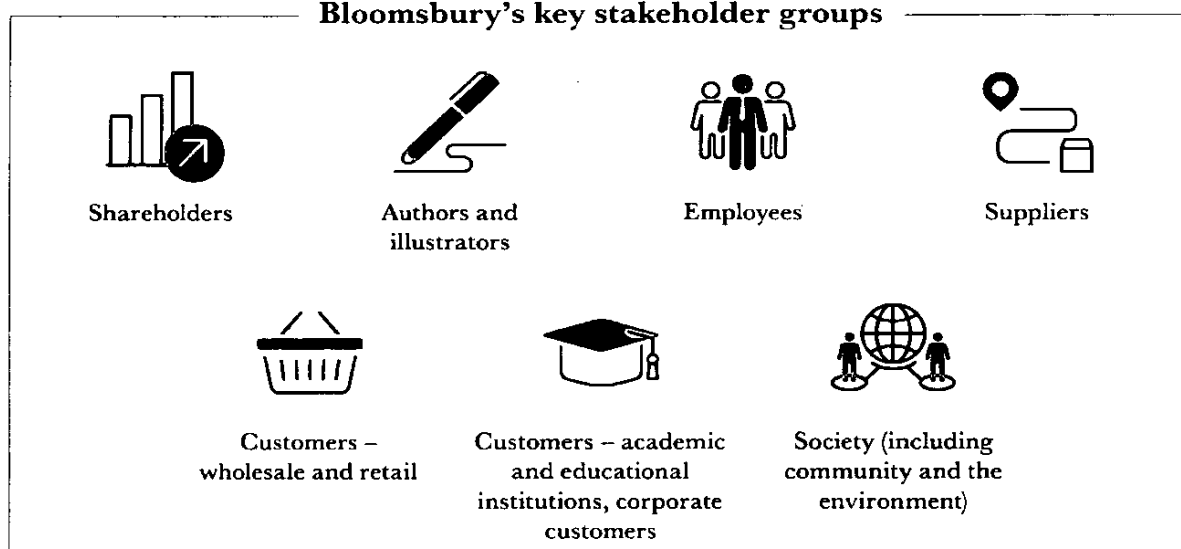 Bloomsbury's key stakeholder groups
Shareholders
Authors and
illustrators
Employees
Suppliers
Customers –
wholesale and retail
Customers – academic
and educational
institutions, corporate
customers
Society (including
community and the
environment)